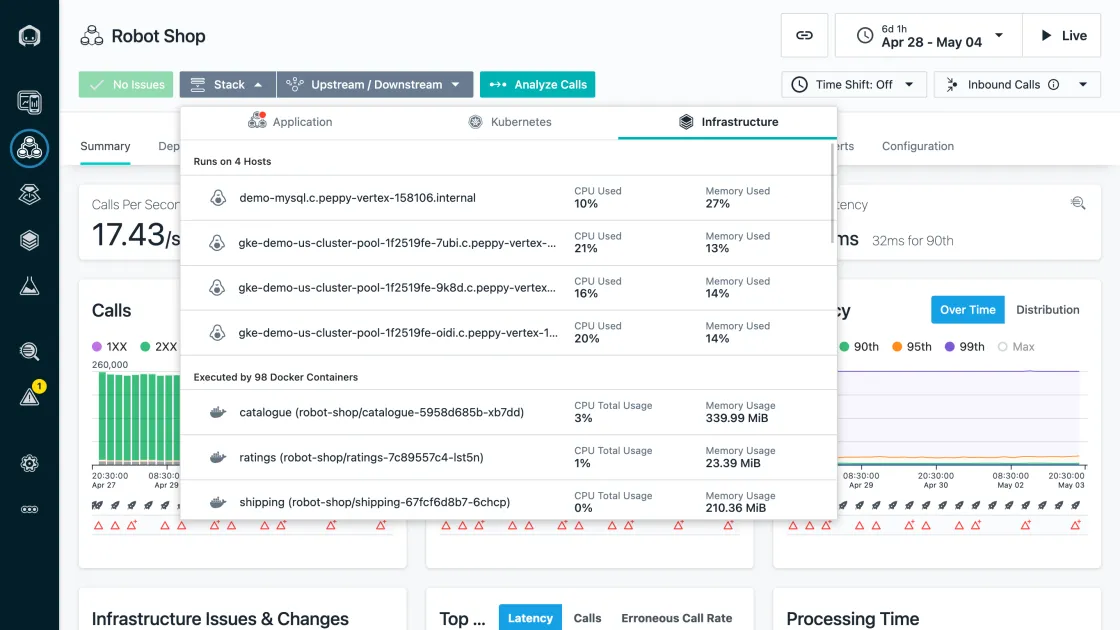 Robot Shop
6d 1h
Apr 28 - May 04
Live
No Issues
Stack
Upstream / Downstream
Analyze Calls
Time Shift: Off
Inbound Calls
Application
Kubernetes
Infrastructure
Summary
Dep
rts
Configuration
Runs on 4 Hosts
demo-mysql.c.peppy-vertex-158106.internal
CPU Used
10%
Memory Used
27%
gke-demo-us-cluster-pool-1f2519fe-7ubi.c.peppy-vertex-...
CPU Used
21%
Memory Used
13%
gke-demo-us-cluster-pool-1f2519fe-9k8d.c.peppy-vertex...
CPU Used
16%
Memory Used
14%
gke-demo-us-cluster-pool-1f2519fe-oidi.c.peppy-vertex-1...
CPU Used
20%
Memory Used
14%
Executed by 98 Docker Containers
catalogue (robot-shop/catalogue-5958d685b-xb7dd)
CPU Total Usage
3%
Memory Usage
339.99 MiB
ratings (robot-shop/ratings-7c89557c4-lst5n)
CPU Total Usage
1%
Memory Usage
23.39 MiB
shipping (robot-shop/shipping-67fcf6d8b7-6chcp)
CPU Total Usage
0%
Memory Usage
210.36 MiB
Calls Per Secon
17.43/s
tency
ms
32ms for 90th
Calls
1XX
2XX
260,000
20:30:00
Apr 27
08:30:0
Apr 29
cy
Over Time
Distribution
90th
95th
99th
Max
08:30:00
Apr 29
20:30:00
Apr 30
08:30:00
May 02
20:30:00
May 03
1
Infrastructure Issues & Changes
Top ...
Latency
Calls
Erroneous Call Rate
Processing Time